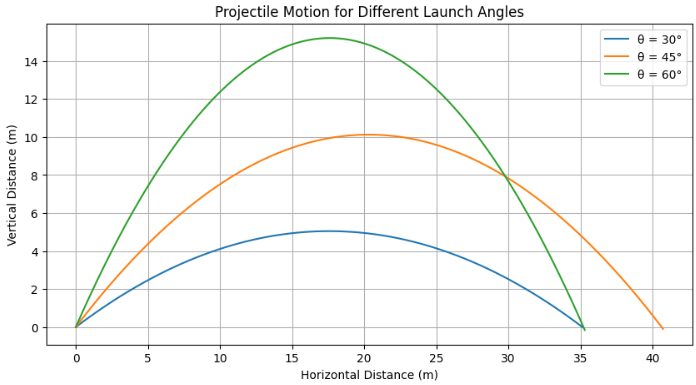 Projectile Motion for Different Launch Angles
θ = 30°
θ = 45°
θ = 60°
14
12
10
8
6
4
2
0
Vertical Distance (m)
0 5 10 15 20 25 30 35 40
Horizontal Distance (m)